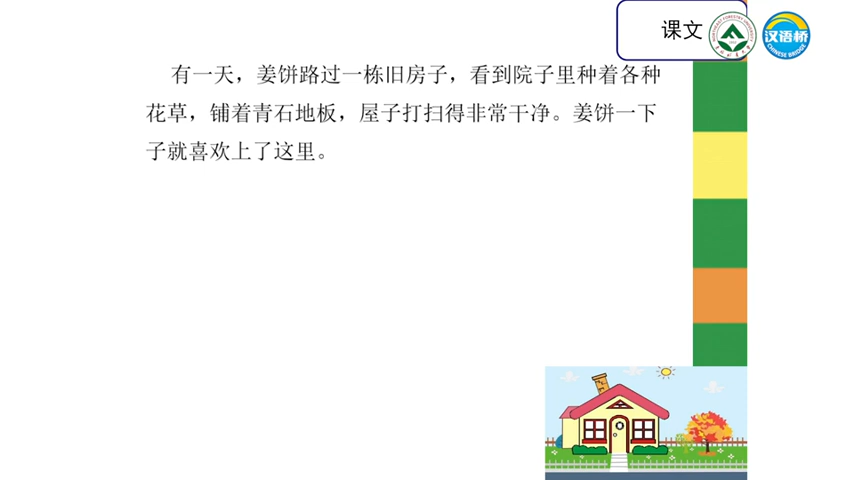 课文
汉语桥
CHINESE BRIDGE
有一天，姜饼路过一栋旧房子，看到院子里种着各种
花草，铺着青石地板，屋子打扫得非常干净。姜饼一下
子就喜欢上了这里。